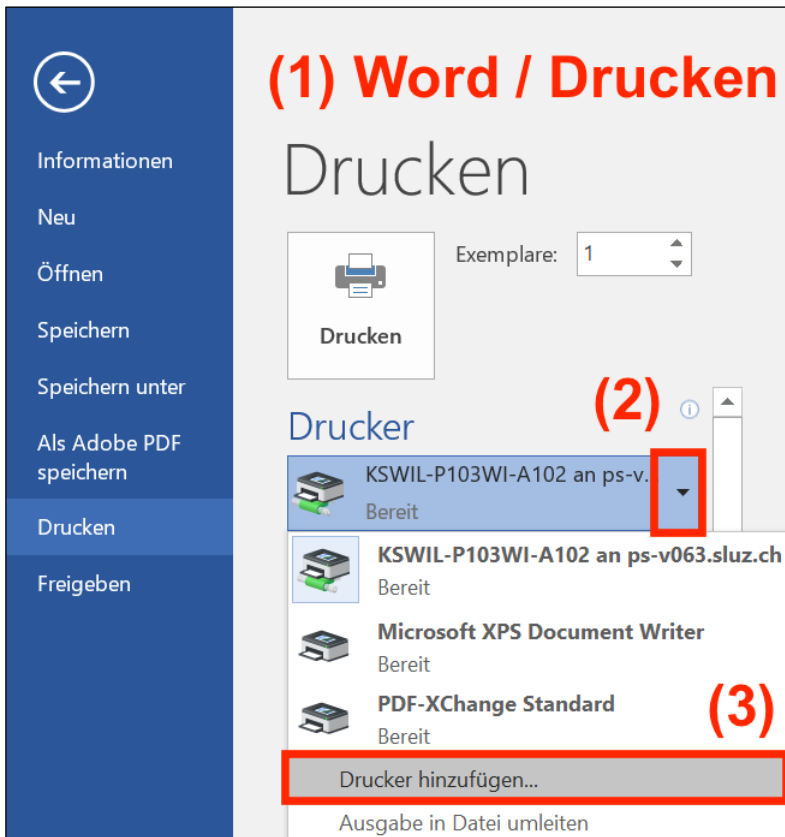 (1) Word / Drucken
Informationen
Neu
Öffnen
Speichern
Speichern unter
Als Adobe PDF
speichern
Drucken
Freigeben
Drucken
Exemplare: 1
Drucken
(2)
Drucker
KSWIL-P103WI-A102 an ps-v...
Bereit
KSWIL-P103WI-A102 an ps-v063.sluz.ch
Bereit
Microsoft XPS Document Writer
Bereit
PDF-XChange Standard
Bereit
(3)
Drucker hinzufügen...
Ausgabe in Datei umleiten